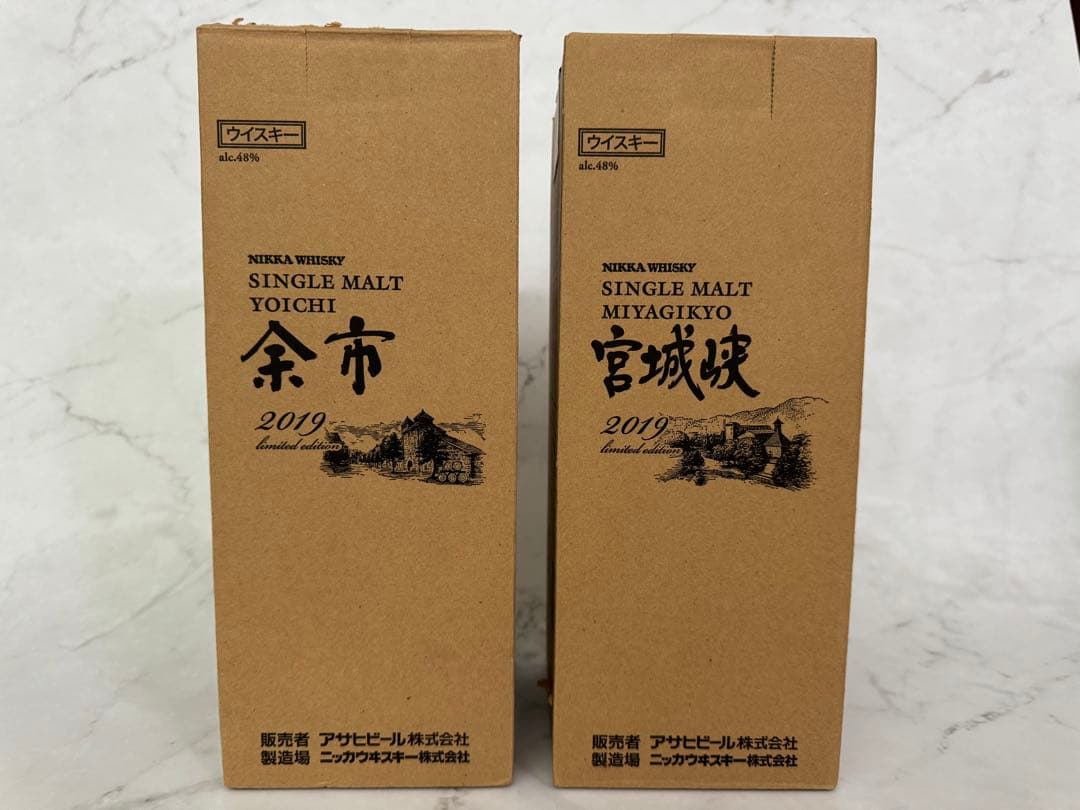 ウイスキー
alc.48%
NIKKA WHISKY
SINGLE MALT
YOICHI
余市
2019
limited edition
販売者 アサヒビール株式会社
製造場 ニッカウヰスキー株式会社
ウイスキー
alc.48%
NIKKA WHISKY
SINGLE MALT
MIYAGIKYO
宮城峡
2019
limited edition
販売者 アサヒビール株式会社
製造場 ニッカウヰスキー株式会社